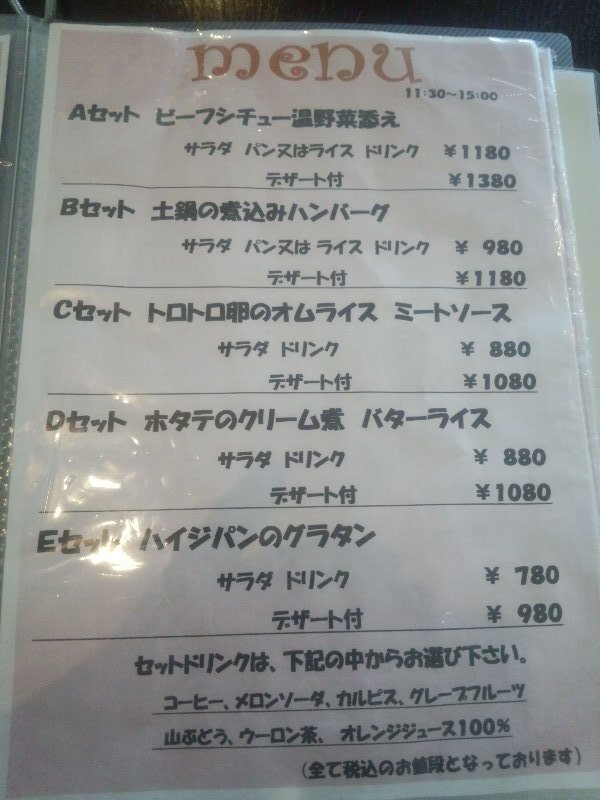 menu
11:30～15:00
Aセット ビーフシチュー温野菜添え
サラダ パン又はライス ドリンク ￥1180
デザート付 ￥1380
Bセット 土鍋の煮込みハンバーグ
サラダ パン又は ライス ドリンク ￥ 980
デザート付 ￥1180
Cセット トロトロ卵のオムライス ミートソース
サラダ ドリンク ￥ 880
デザート付 ￥1080
Dセット ホタテのクリーム煮 バターライス
サラダ ドリンク ￥ 880
デザート付 ￥1080
Eセット ハイジパンのグラタン
サラダ ドリンク ￥ 780
デザート付 ￥ 980
セットドリンクは、下記の中からお選び下さい。
コーヒー、メロンソーダ、カルピス、グレープフルーツ
山ぶどう、ウーロン茶、 オレンジジュース100%
(全て税込のお値段となっております)